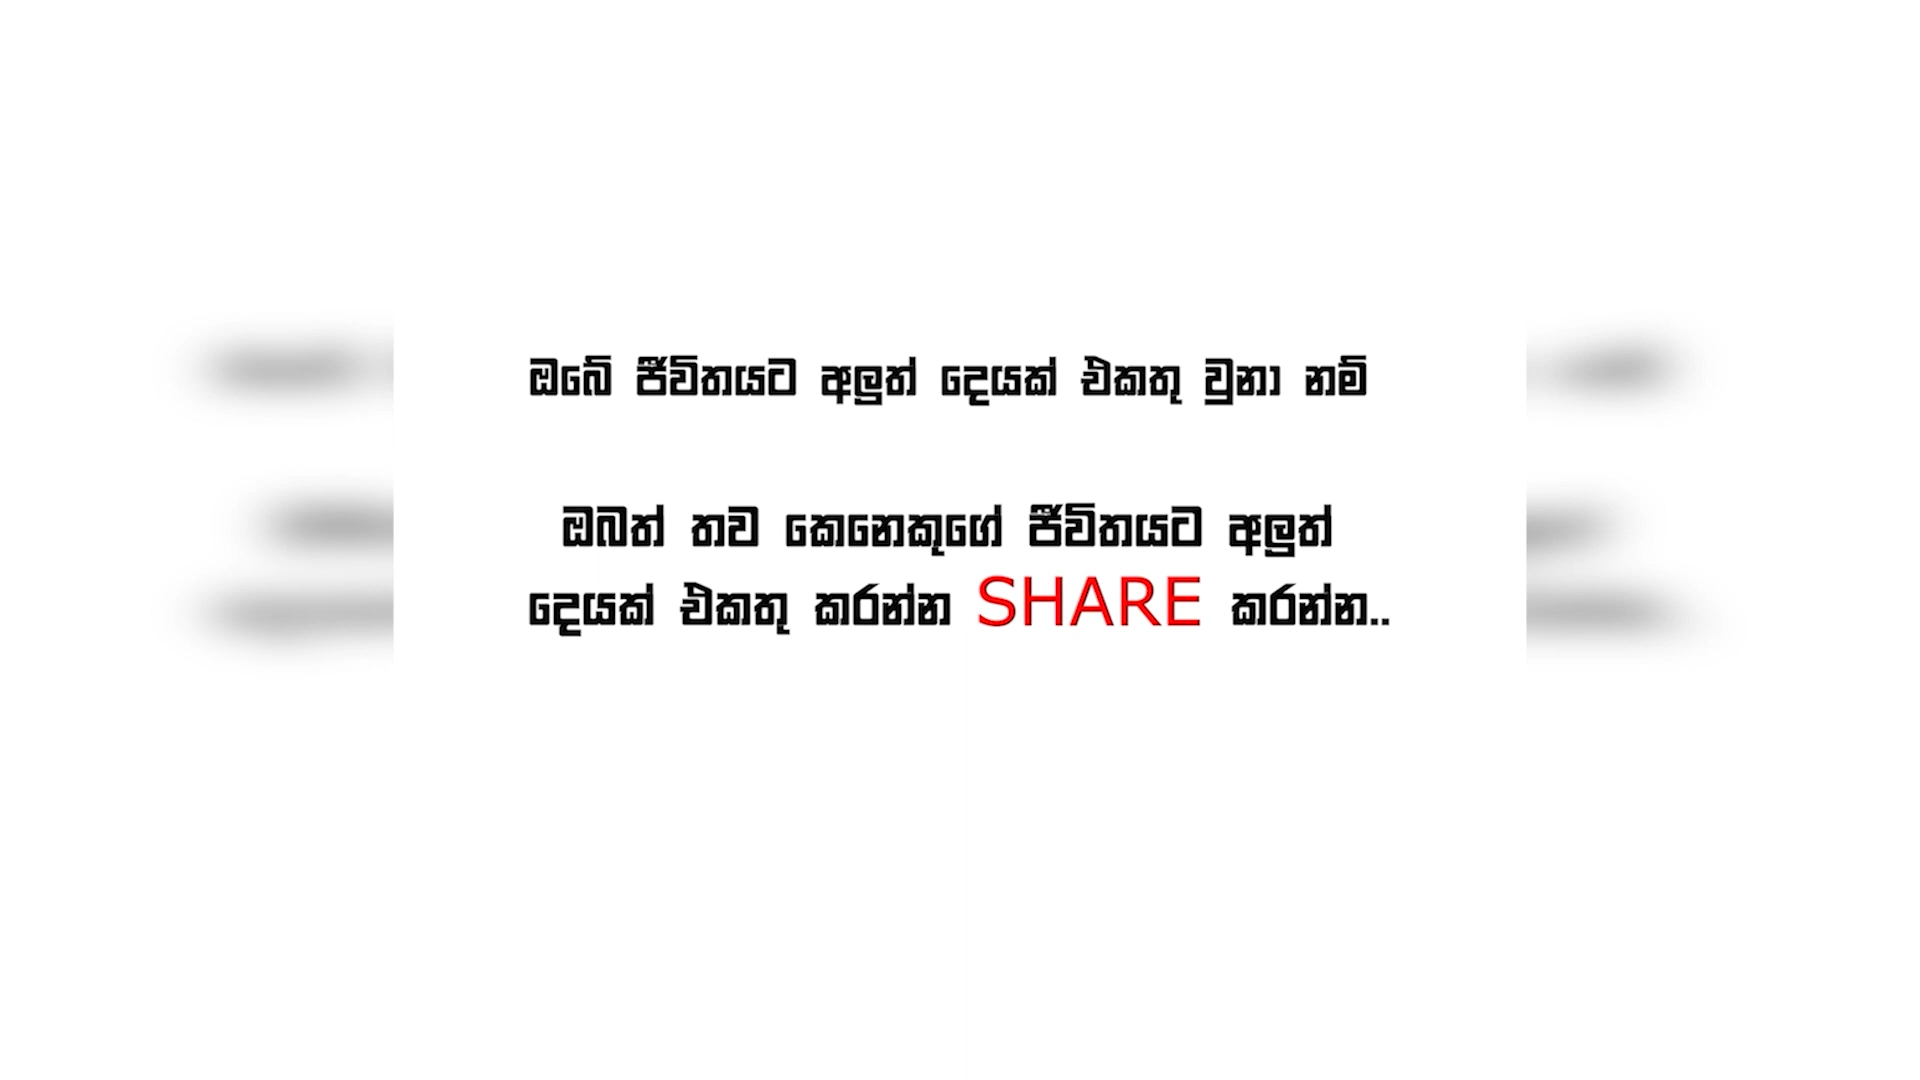 ඔබේ ජීවිතයට අලුත් දෙයක් එකතු වුනා නම්
ඔබත් තව කෙනෙකුගේ ජීවිතයට අලුත්
දෙයක් එකතු කරන්න SHARE කරන්න..